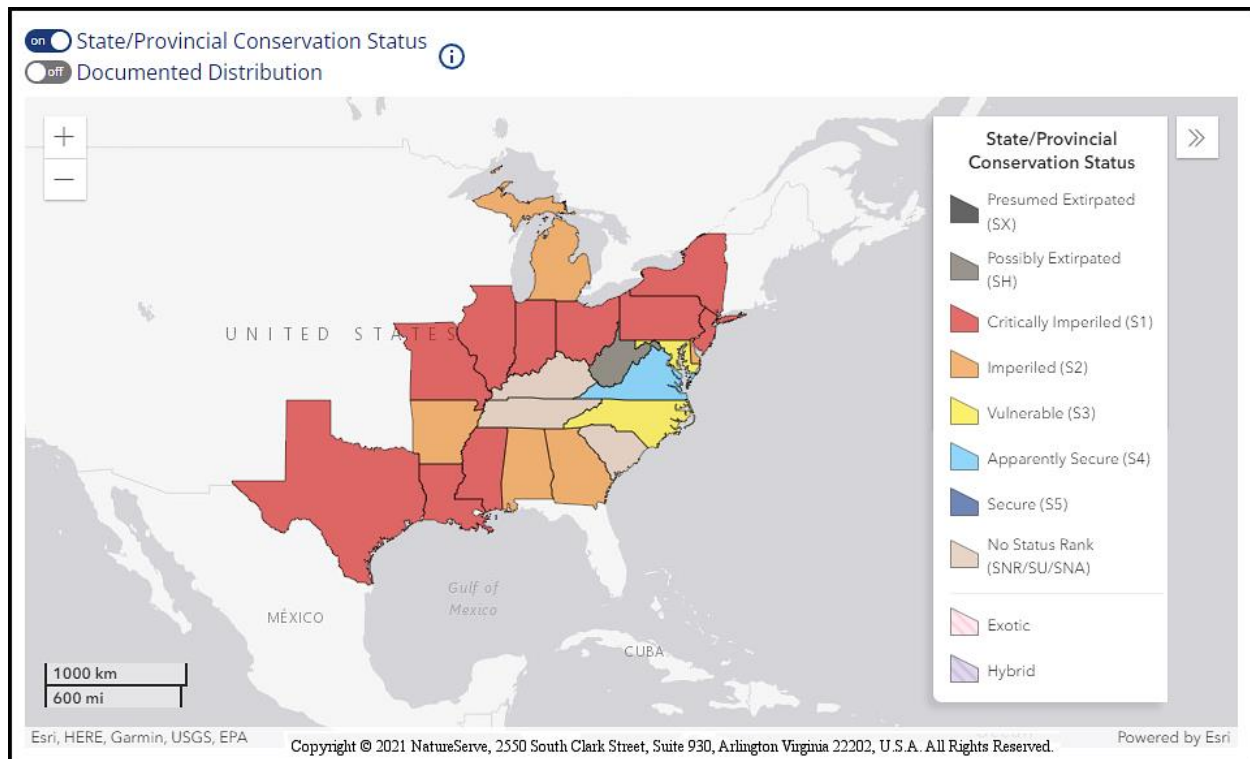 on State/Provincial Conservation Status
off Documented Distribution
+
−
State/Provincial
Conservation Status
Presumed Extirpated
(SX)
Possibly Extirpated
(SH)
Critically Imperiled (S1)
Imperiled (S2)
Vulnerable (S3)
Apparently Secure (S4)
Secure (S5)
No Status Rank
(SNR/SU/SNA)
Exotic
Hybrid
UNITED STATES
Gulf of
Mexico
MÉXICO
CUBA
1000 km
600 mi
Esri, HERE, Garmin, USGS, EPA
Copyright © 2021 NatureServe, 2550 South Clark Street, Suite 930, Arlington Virginia 22202, U.S.A. All Rights Reserved.
Powered by Esri